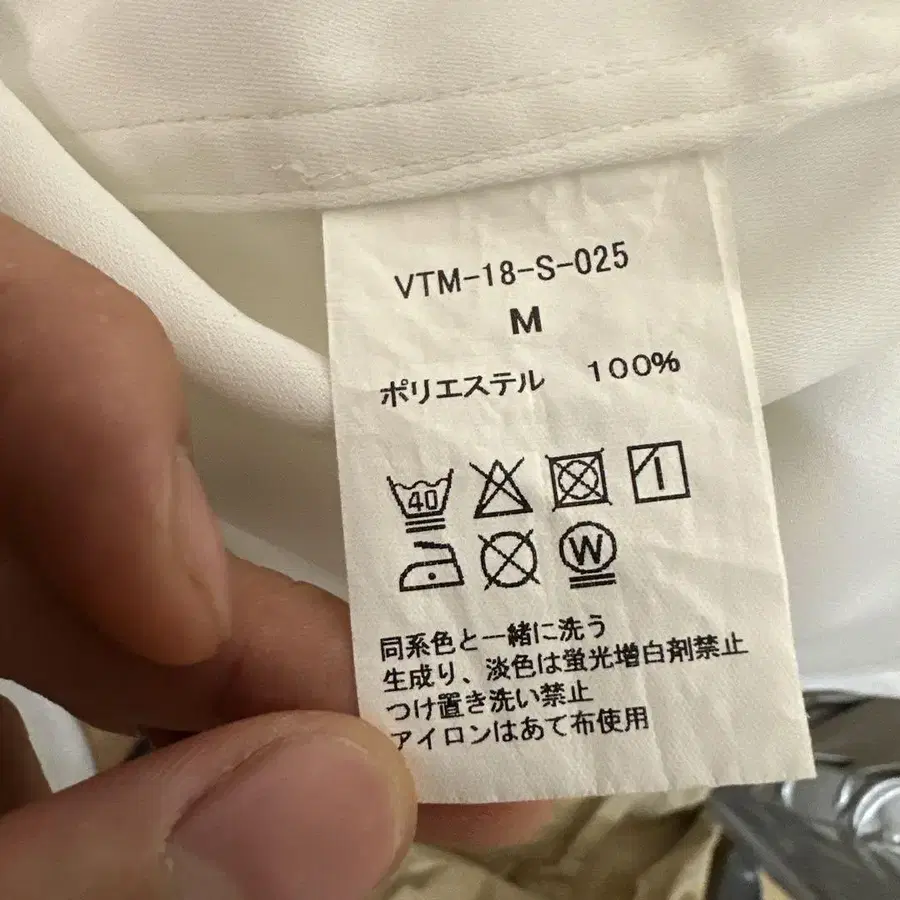 VTM-18-S-025
M
ポリエステル 100%
40
W
同系色と一緒に洗う
生成り、淡色は蛍光増白剤禁止
つけ置き洗い禁止
アイロンはあて布使用